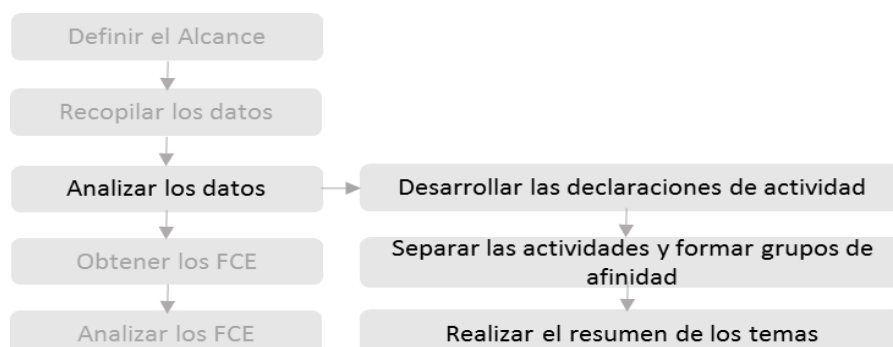 Definir el Alcance
Recopilar los datos
Analizar los datos
Desarrollar las declaraciones de actividad
Obtener los FCE
Separar las actividades y formar grupos de
afinidad
Analizar los FCE
Realizar el resumen de los temas